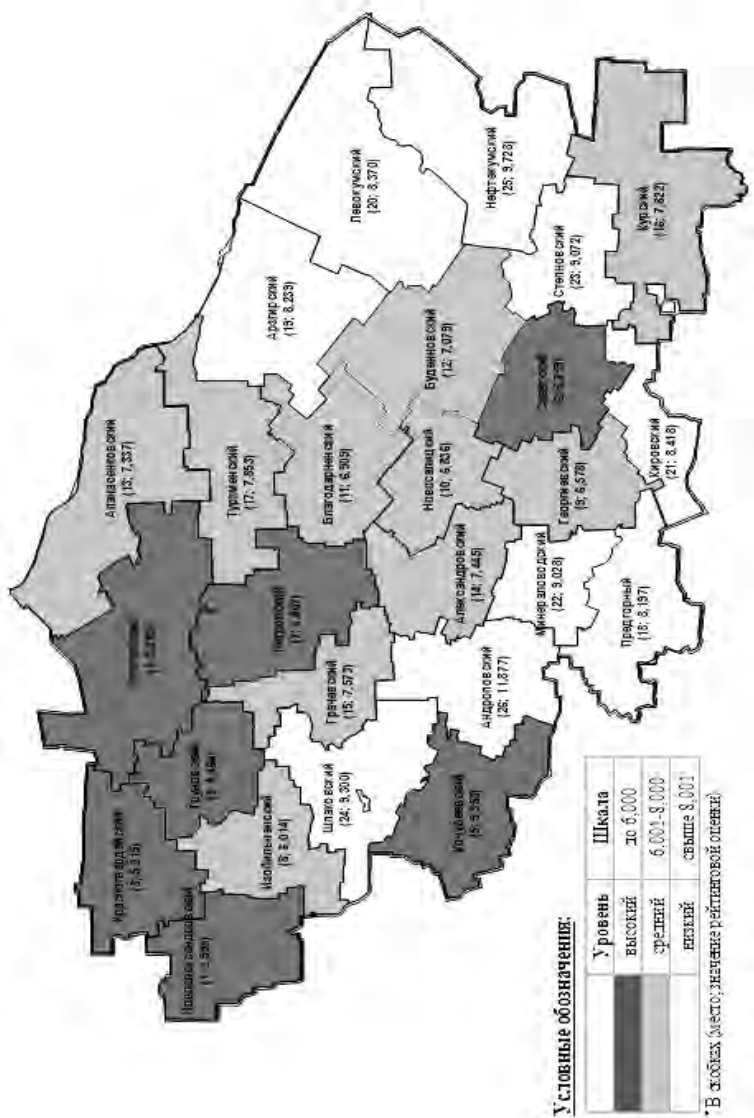 Апанасенковский
(13; 7,337)
Туркменский
(17; 7,853)
Арзгирский
(19; 8,239)
Левокумский
(20; 8,370)
Нефтекумский
(25; 9,728)
Благодарненский
(11; 6,909)
Буденновский
(12; 7,079)
Степновский
(23; 9,072)
Курский
(16; 7,622)
Новоселицкий
(10; 6,836)
Георгиевский
(9; 6,578)
Кировский
(21; 8,418)
Александровский
(14; 7,445)
Минераловодский
(22; 9,028)
Предгорный
(18; 8,197)
Грачевский
(15; 7,573)
Андроповский
(26; 11,877)
Шпаковский
(24; 9,300)
Изобильненский
(8; 6,014)
Кочубеевский
Труновский
Красногвардейский
Новоалександровский
Условные обозначения:
Уровень Шкала
высокий до 6,000
средний 6,001-8,000
низкий свыше 8,001
* В скобках (место; значение рейтинговой оценки)